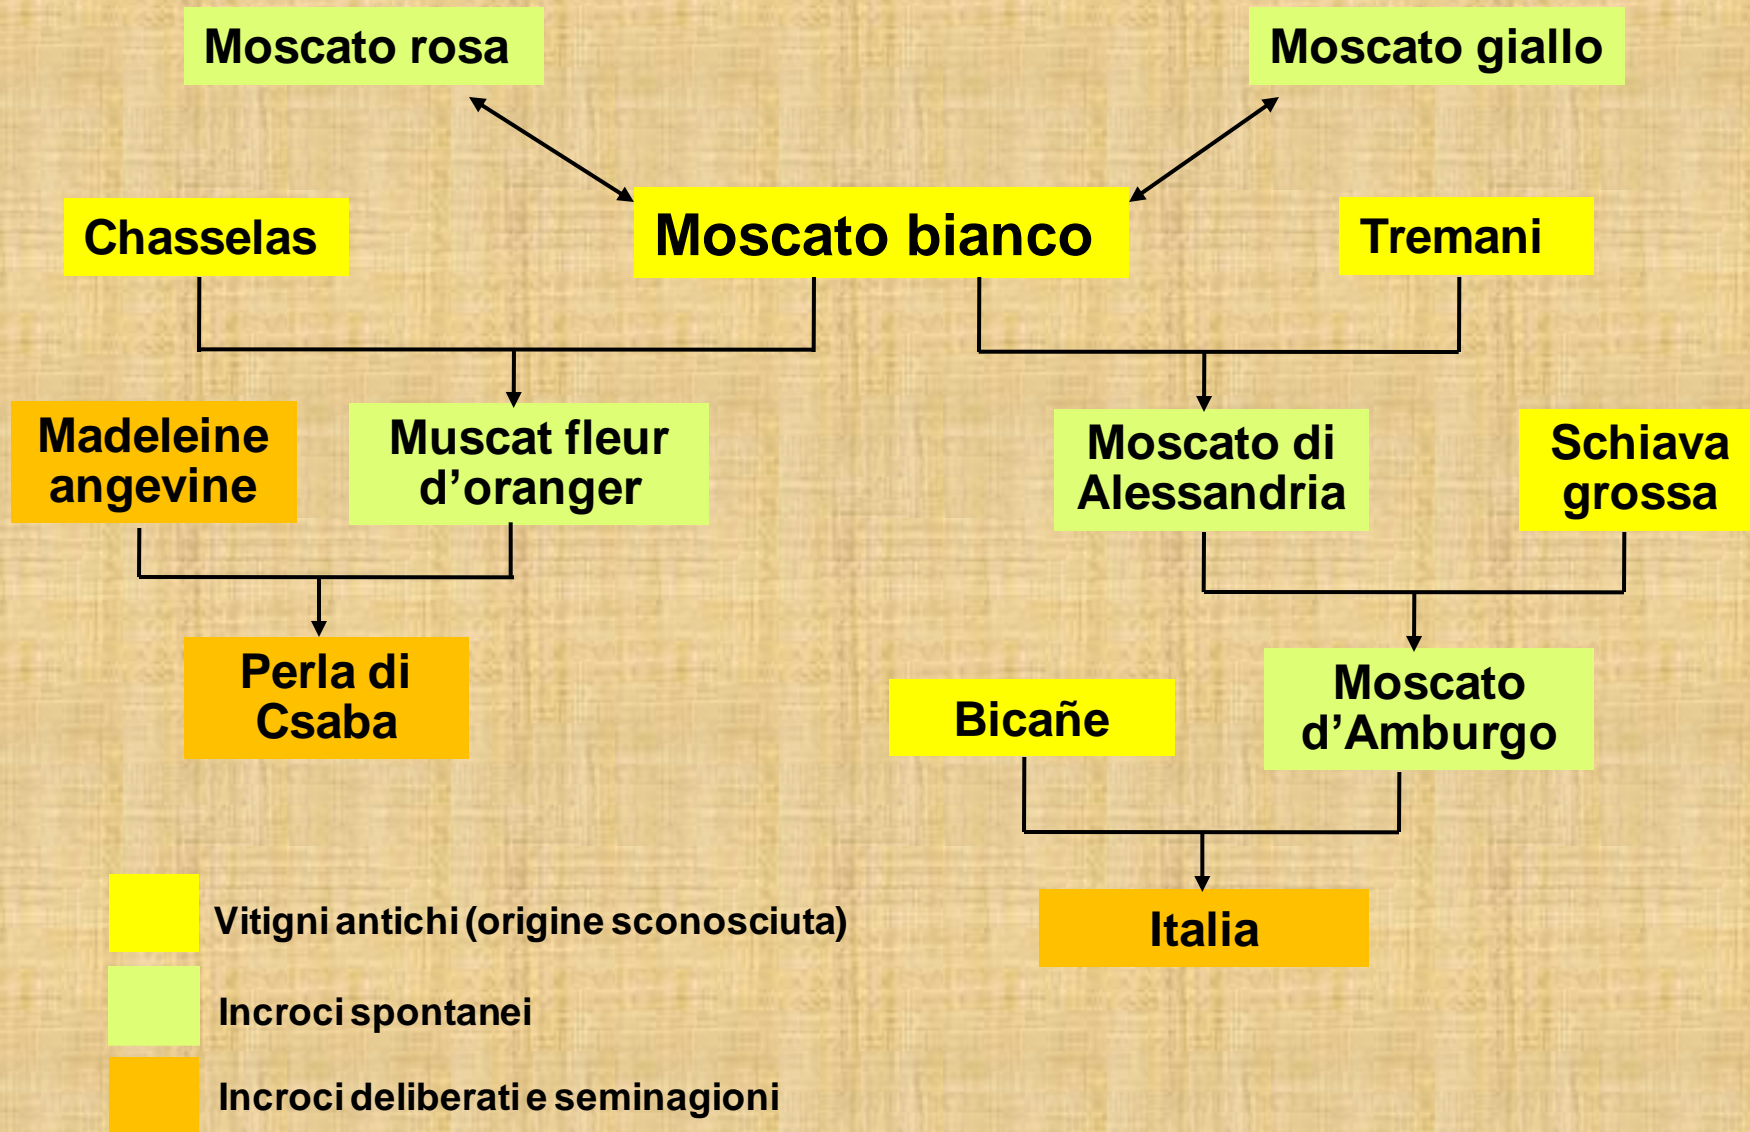 Moscato rosa
Moscato giallo
Chasselas
Moscato bianco
Tremani
Madeleine
angevine
Muscat fleur
d’oranger
Moscato di
Alessandria
Schiava
grossa
Perla di
Csaba
Bicañe
Moscato
d’Amburgo
Italia
Vitigni antichi (origine sconosciuta)
Incroci spontanei
Incroci deliberati e seminagioni